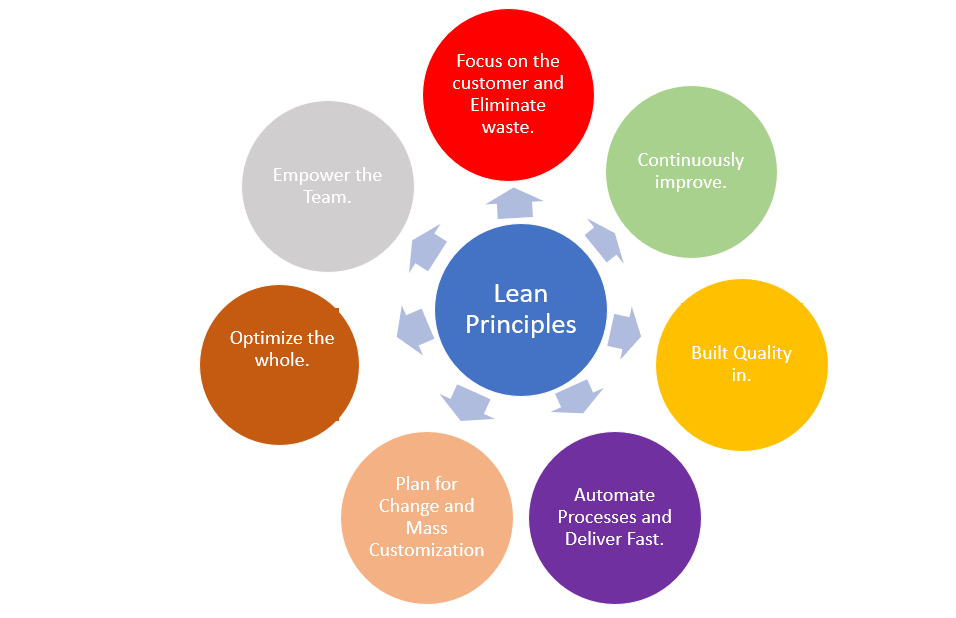 Focus on the
customer and
Eliminate
waste.
Continuously
improve.
Built Quality
in.
Automate
Processes and
Deliver Fast.
Plan for
Change and
Mass
Customization
Optimize the
whole.
Empower the
Team.
Lean
Principles